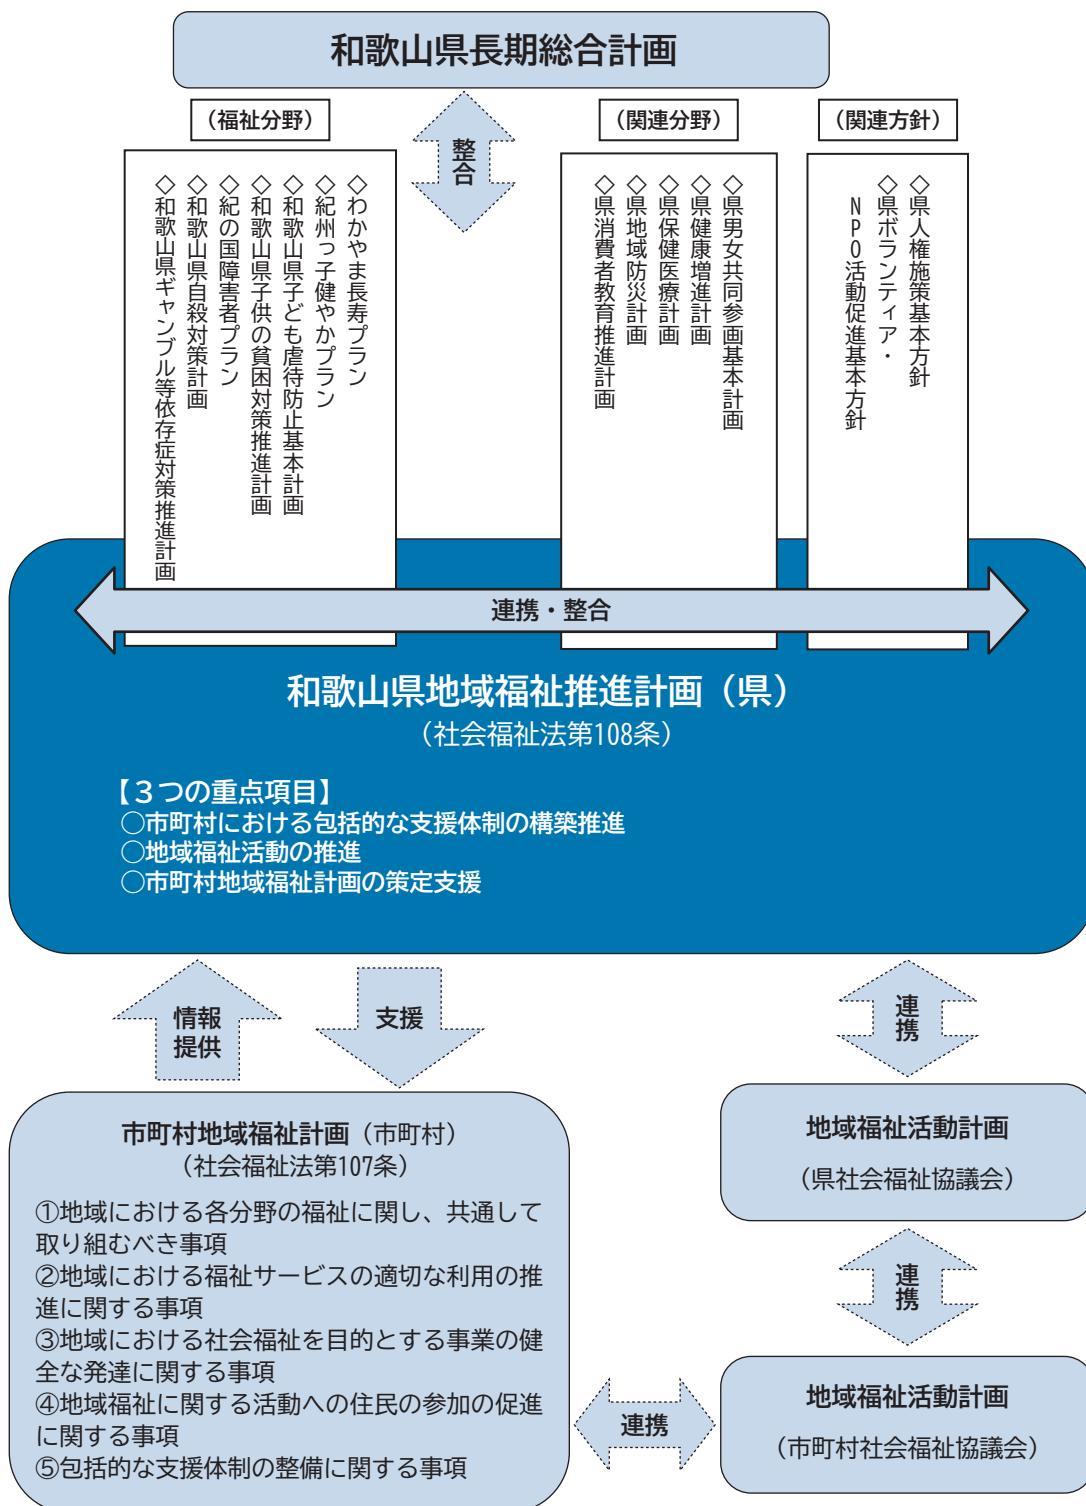 和歌山県長期総合計画
整合
（福祉分野）
◇わかやま長寿プラン
◇紀州っ子健やかプラン
◇和歌山県子ども虐待防止基本計画
◇和歌山県子供の貧困対策推進計画
◇紀の国障害者プラン
◇和歌山県自殺対策計画
◇和歌山県ギャンブル等依存症対策推進計画
（関連分野）
◇県男女共同参画基本計画
◇県健康増進計画
◇県保健医療計画
◇県地域防災計画
◇県消費者教育推進計画
（関連方針）
◇県人権施策基本方針
◇県ボランティア・
NPO活動促進基本方針
連携・整合
和歌山県地域福祉推進計画（県）
（社会福祉法第108条）
【３つの重点項目】
○市町村における包括的な支援体制の構築推進
○地域福祉活動の推進
○市町村地域福祉計画の策定支援
情報
提供
支援
連携
市町村地域福祉計画（市町村）
（社会福祉法第107条）
①地域における各分野の福祉に関し、共通して
取り組むべき事項
②地域における福祉サービスの適切な利用の推
進に関する事項
③地域における社会福祉を目的とする事業の健
全な発達に関する事項
④地域福祉に関する活動への住民の参加の促進
に関する事項
⑤包括的な支援体制の整備に関する事項
地域福祉活動計画
（県社会福祉協議会）
連携
連携
地域福祉活動計画
（市町村社会福祉協議会）